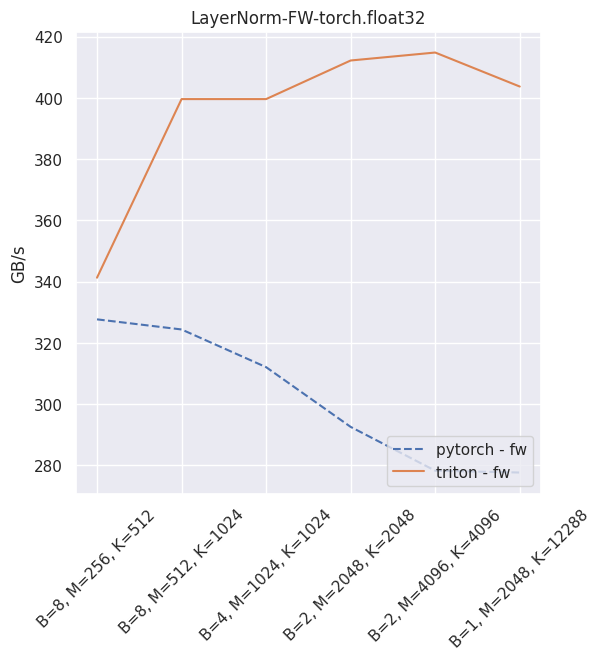 LayerNorm-FW-torch.float32
420
400
380
360
340
320
300
280
GB/s
pytorch - fw
triton - fw
B=8, M=256, K=512
B=8, M=512, K=1024
B=4, M=1024, K=1024
B=2, M=2048, K=2048
B=2, M=4096, K=4096
B=1, M=2048, K=12288